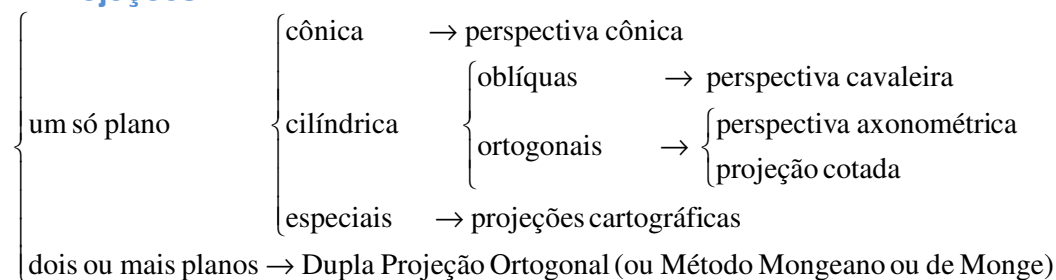 cônica → perspectiva cônica
oblíquas → perspectiva cavaleira
um só plano cilíndrica perspectiva axonométrica
ortogonais → projeção cotada
especiais → projeções cartográficas
dois ou mais planos → Dupla Projeção Ortogonal (ou Método Mongeano ou de Monge)